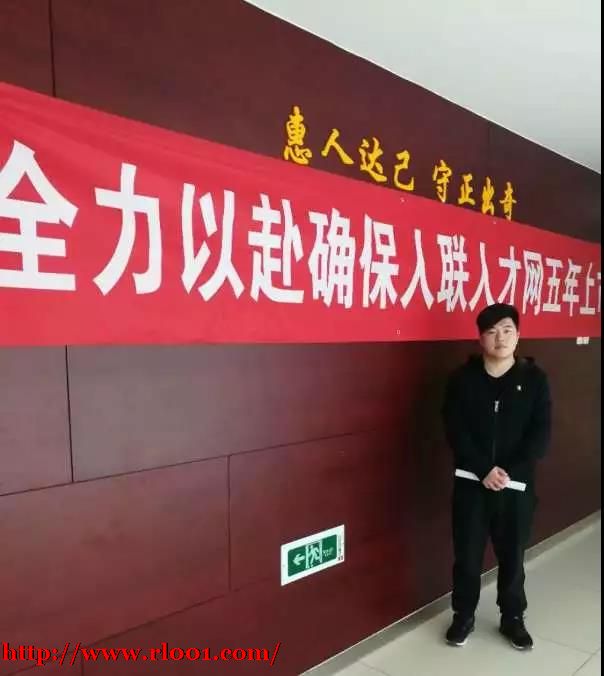 惠人达己 守正出奇
全力以赴确保人联人才网五年上
http://www.rl001.com/